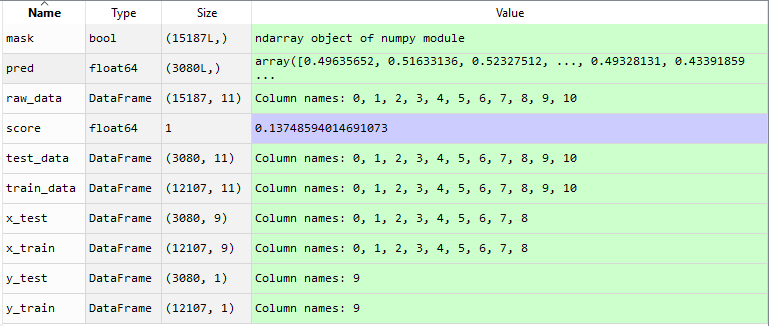 Name Type Size Value
mask bool (15187L,) ndarray object of numpy module
pred float64 (3080L,) array([0.49635652, 0.51633136, 0.52327512, ..., 0.49328131, 0.43391859
...
raw_data DataFrame (15187, 11) Column names: 0, 1, 2, 3, 4, 5, 6, 7, 8, 9, 10
score float64 1 0.13748594014691073
test_data DataFrame (3080, 11) Column names: 0, 1, 2, 3, 4, 5, 6, 7, 8, 9, 10
train_data DataFrame (12107, 11) Column names: 0, 1, 2, 3, 4, 5, 6, 7, 8, 9, 10
x_test DataFrame (3080, 9) Column names: 0, 1, 2, 3, 4, 5, 6, 7, 8
x_train DataFrame (12107, 9) Column names: 0, 1, 2, 3, 4, 5, 6, 7, 8
y_test DataFrame (3080, 1) Column names: 9
y_train DataFrame (12107, 1) Column names: 9